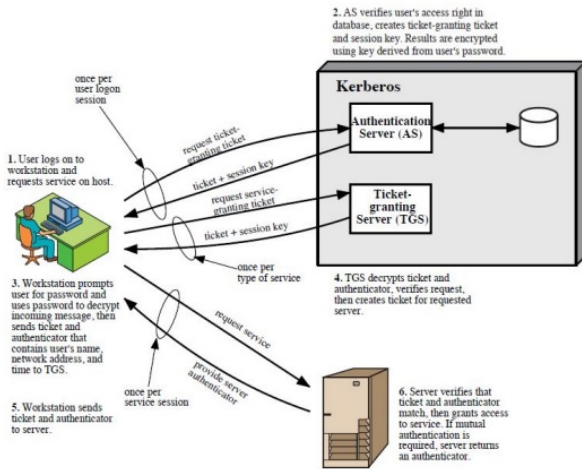 2. AS verifies user's access right in
database, creates ticket-granting ticket
and session key. Results are encrypted
using key derived from user's password.
once per
user logon
session
Kerberos
Authentication
Server (AS)
request ticket-
granting ticket
ticket + session key
1. User logs on to
workstation and
requests service on host.
request service-
granting ticket
ticket + session key
Ticket-
granting
Server (TGS)
once per
type of service
3. Workstation prompts
user for password and
uses password to decrypt
incoming message, then
sends ticket and
authenticator that
contains user's name,
network address, and
time to TGS.
4. TGS decrypts ticket and
authenticator, verifies request,
then creates ticket for requested
server.
request service
provide server
authenticator
once per
service session
5. Workstation sends
ticket and authenticator
to server.
6. Server verifies that
ticket and authenticator
match, then grants access
to service. If mutual
authentication is
required, server returns
an authenticator.